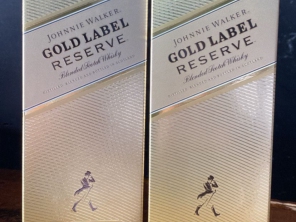 JOHNNIE WALKER.
GOLD LABEL
RESERVE
Blended Scotch Whisky
JOHNNIE WALKER.
GOLD LABEL
RESERVE
Blended Scotch Whisky